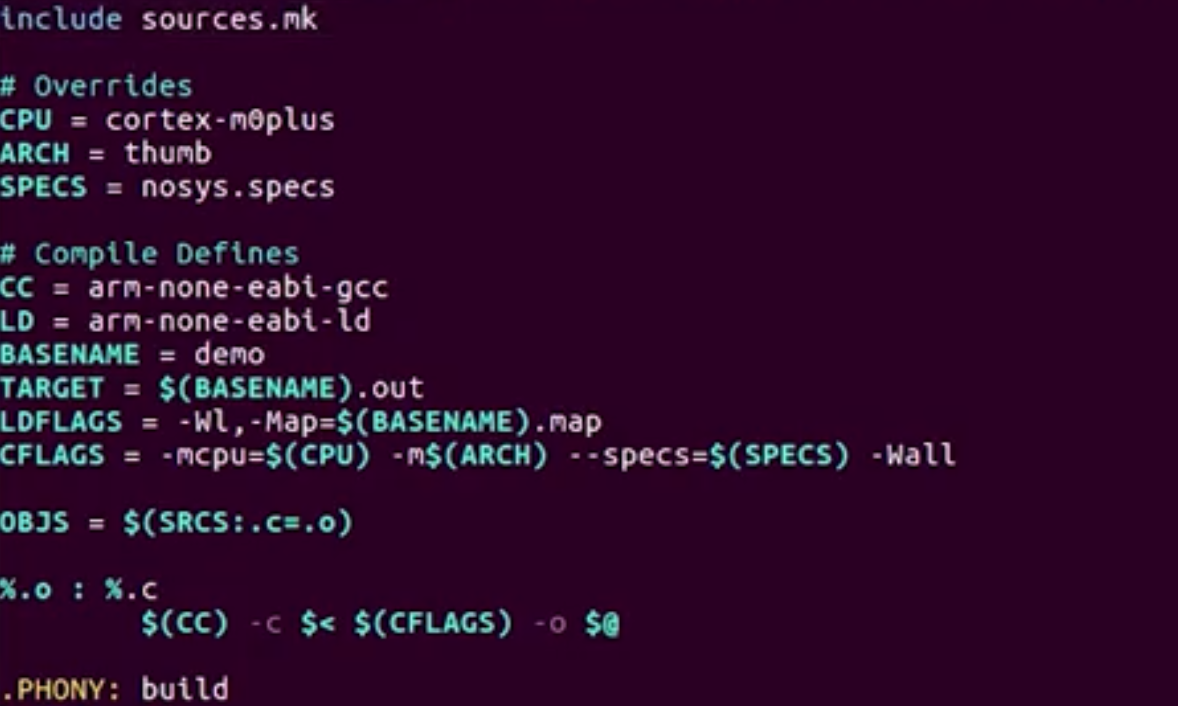 include sources.mk
# Overrides
CPU = cortex-m0plus
ARCH = thumb
SPECS = nosys.specs
# Compile Defines
CC = arm-none-eabi-gcc
LD = arm-none-eabi-ld
BASENAME = demo
TARGET = $(BASENAME).out
LDFLAGS = -Wl,-Map=$(BASENAME).map
CFLAGS = -mcpu=$(CPU) -m$(ARCH) --specs=$(SPECS) -Wall
OBJS = $(SRCS:.c=.o)
%.o : %.c
$(CC) -c $< $(CFLAGS) -o $@
.PHONY: build